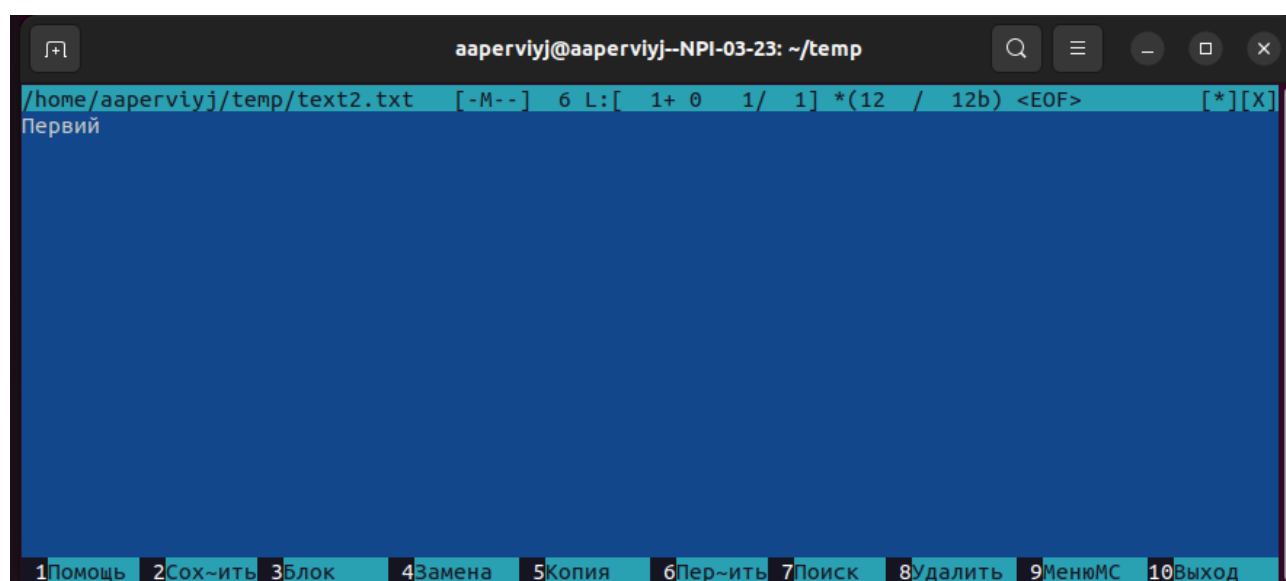 aaperviyj@aaperviyj--NPI-03-23: ~/temp
/home/aaperviyj/temp/text2.txt [-M--] 6 L:[ 1+ 0 1/ 1] *(12 / 12b) <EOF> [*][X]
Первий
1Помощь 2Сох~ить 3Блок 4Замена 5Копия 6Пер~ить 7Поиск 8Удалить 9МенюMC 10Выход